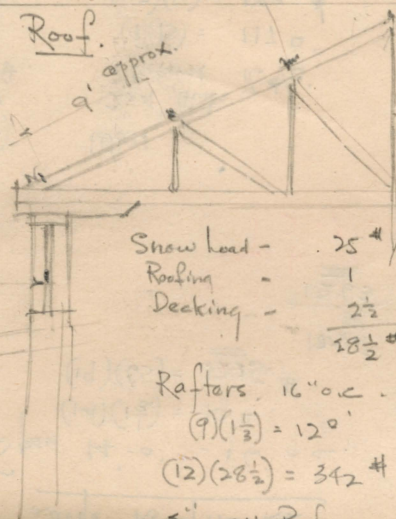 Roof.
9' approx.
Snow Load - 25 #
Roofing - 1
Decking - 2½
28½ #
Rafters. 16" o.c.
(9)(1⅓) = 12 □'
(12)(28½) = 342 #